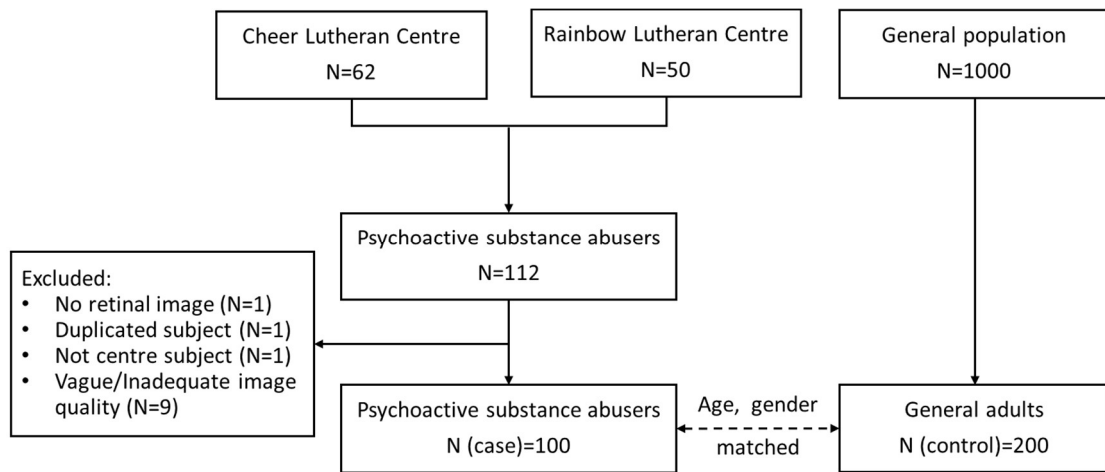 Cheer Lutheran Centre
N=62
Rainbow Lutheran Centre
N=50
General population
N=1000
Psychoactive substance abusers
N=112
Excluded:
• No retinal image (N=1)
• Duplicated subject (N=1)
• Not centre subject (N=1)
• Vague/Inadequate image
quality (N=9)
Psychoactive substance abusers
N (case)=100
Age, gender
matched
General adults
N (control)=200